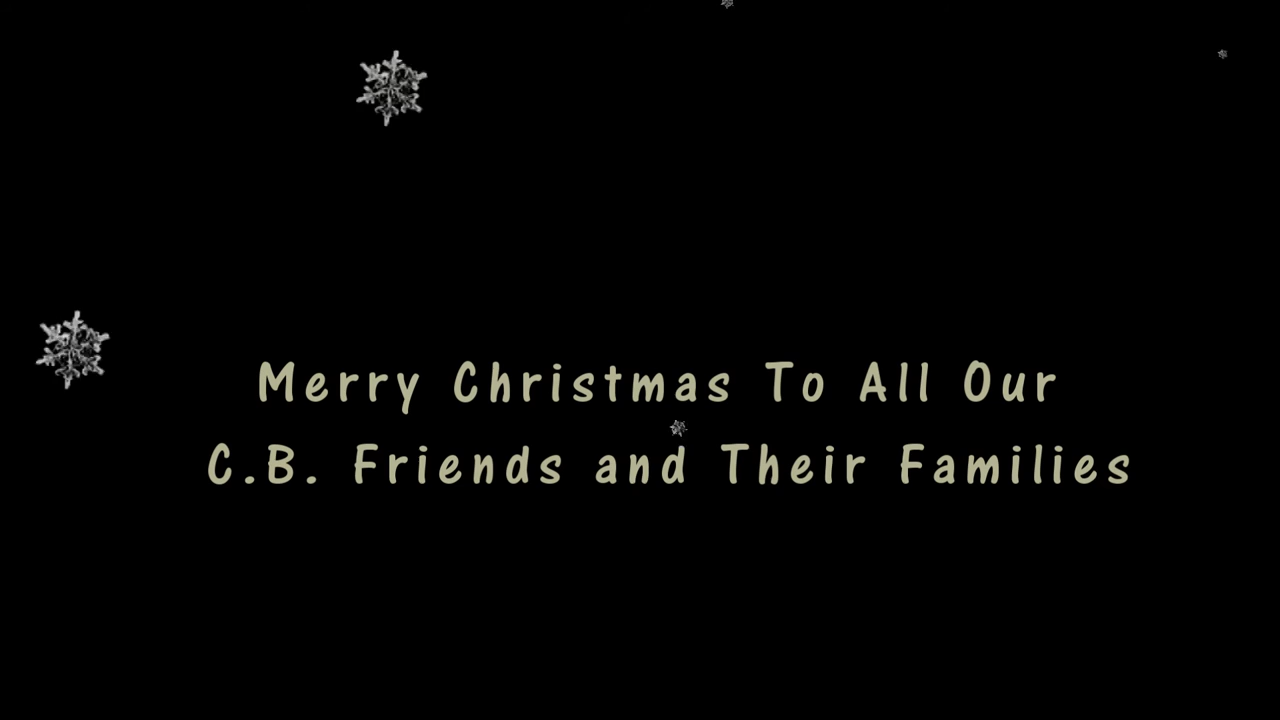 Merry Christmas To All Our
C.B. Friends and Their Families